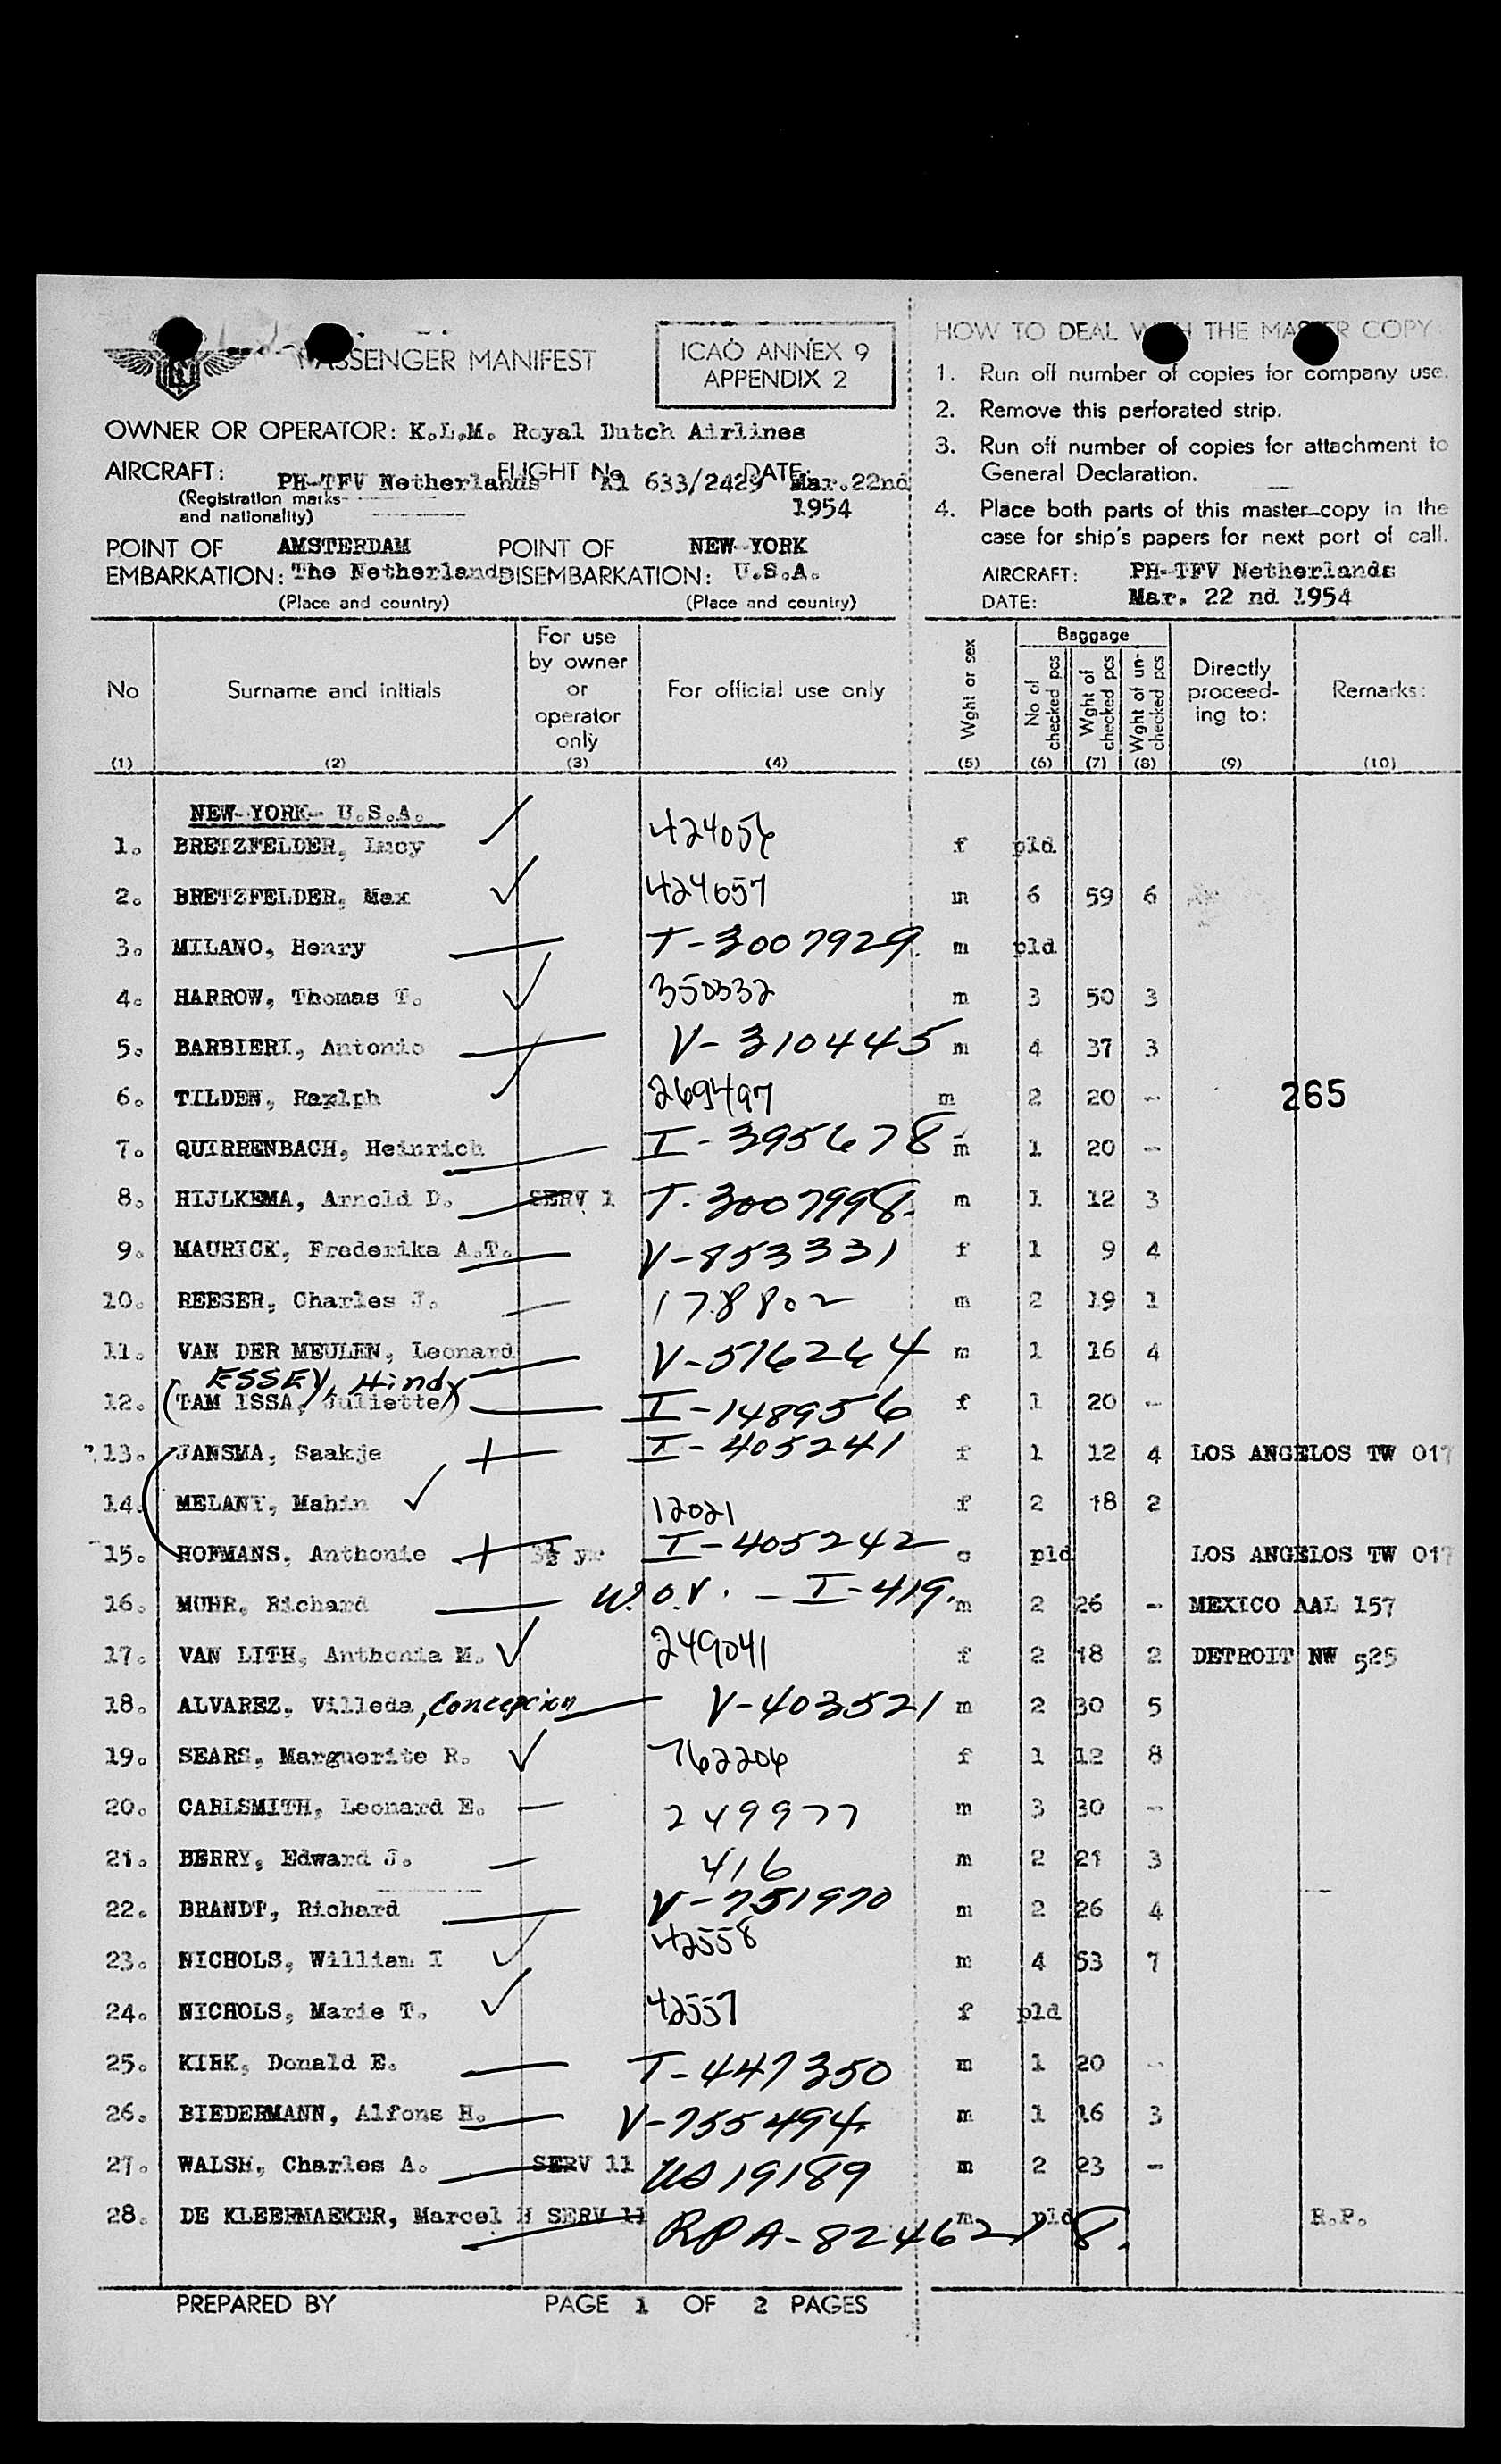 PASSENGER MANIFEST
ICAO ANNEX 9
APPENDIX 2
OWNER OR OPERATOR: K.L.M. Royal Dutch Airlines
AIRCRAFT: PH-TFV Netherlands FLIGHT No 633/2429 DATE: Mar.22nd
(Registration marks
and nationality)
1954
POINT OF AMSTERDAM POINT OF NEW YORK
EMBARKATION: The Netherlands DISEMBARKATION: U.S.A.
(Place and country) (Place and country)
HOW TO DEAL WITH THE MASTER COPY
1. Run off number of copies for company use.
2. Remove this perforated strip.
3. Run off number of copies for attachment to
General Declaration.
4. Place both parts of this master copy in the
case for ship's papers for next port of call.
AIRCRAFT: PH-TFV Netherlands
DATE: Mar. 22 nd 1954
No (1) Surname and initials (2) For use by owner or operator only (3) For official use only (4) Wght or sex (5) Baggage No of checked pcs (6) Wght of checked pcs (7) Wght of un-checked pcs (8) Directly proceed-ing to: (9) Remarks: (10)
NEW YORK- U.S.A.
1. BRETZFELDER, Lucy 424056 f pld
2. BRETZFELDER, Max 424057 m 6 59 6
3. MILANO, Henry T-3007929. m pld
4. HARROW, Thomas T. 350332 m 3 50 3
5. BARBIERI, Antonio V-310445 m 4 37 3
6. TILDEN, Raxlph 269497 m 2 20 - 265
7. QUIRRENBACH, Heinrich I-395678 m 1 20 -
8. HIJLKEMA, Arnold D. SERV 1 T-3007998. m 1 12 3
9. MAURICK, Frederika A.T. V-853331 f 1 9 4
10. REESER, Charles J. 178802 m 2 19 1
11. VAN DER MEULEN, Leonard V-516264 m 1 16 4
ESSEY, Hindy
12. (TAM ISSA, Juliette) I-148956 f 1 20 -
?13. JANSMA, Saakje + I-405241 f 1 12 4 LOS ANGELOS TW 017
14. MELANY, Mahin 12021 f 2 18 2
15. HOFMANS, Anthonie + 3½ yr I-405242 c pld LOS ANGELOS TW 017
16. MUHR, Richard W.O.V. - I-419. m 2 26 - MEXICO AAL 157
17. VAN LITH, Anthonia M. 249041 f 2 18 2 DETROIT NW 525
18. ALVAREZ, Villeda, Concepcion V-403521 m 2 30 5
19. SEARS, Marguerite R. 762206 f 1 12 8
20. CARLSMITH, Leonard E. 249977 m 3 30 -
21. BERRY, Edward J. 416 m 2 21 3
22. BRANDT, Richard V-751970 m 2 26 4
23. NICHOLS, William I 42558 m 4 53 7
24. NICHOLS, Marie T. 42557 f pld
25. KIRK, Donald E. T-447350 m 1 20 -
26. BIEDERMANN, Alfons H. V-755494. m 1 16 3
27. WALSH, Charles A. SERV 11 US 19189 m 2 23 -
28. DE KLEERMAEKER, Marcel H SERV 11 RPA-824621 8. m pld R.P.
PREPARED BY PAGE 1 OF 2 PAGES